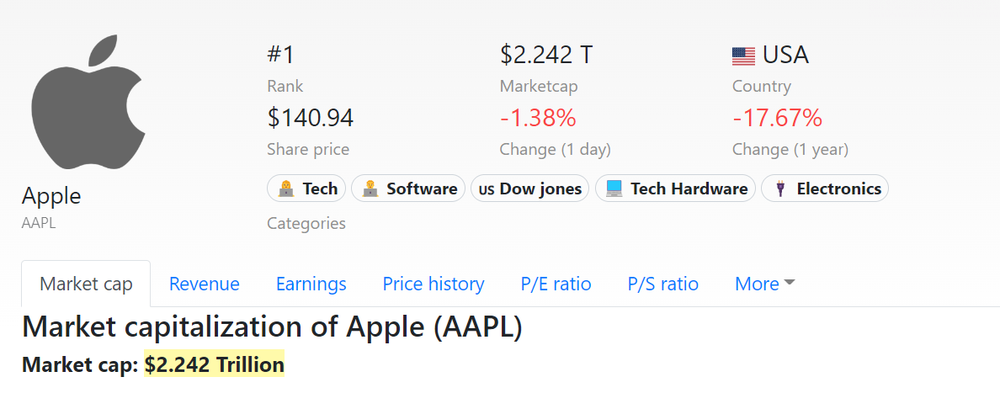 #1 $2.242 T USA
Rank Marketcap Country
$140.94 -1.38% -17.67%
Share price Change (1 day) Change (1 year)
Tech Software US Dow jones Tech Hardware Electronics
Categories
Apple
AAPL
Market cap Revenue Earnings Price history P/E ratio P/S ratio More
Market capitalization of Apple (AAPL)
Market cap: $2.242 Trillion